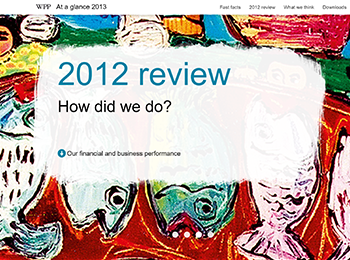 WPP At a glance 2013
Fast facts 2012 review What we think Downloads
2012 review
How did we do?
Our financial and business performance